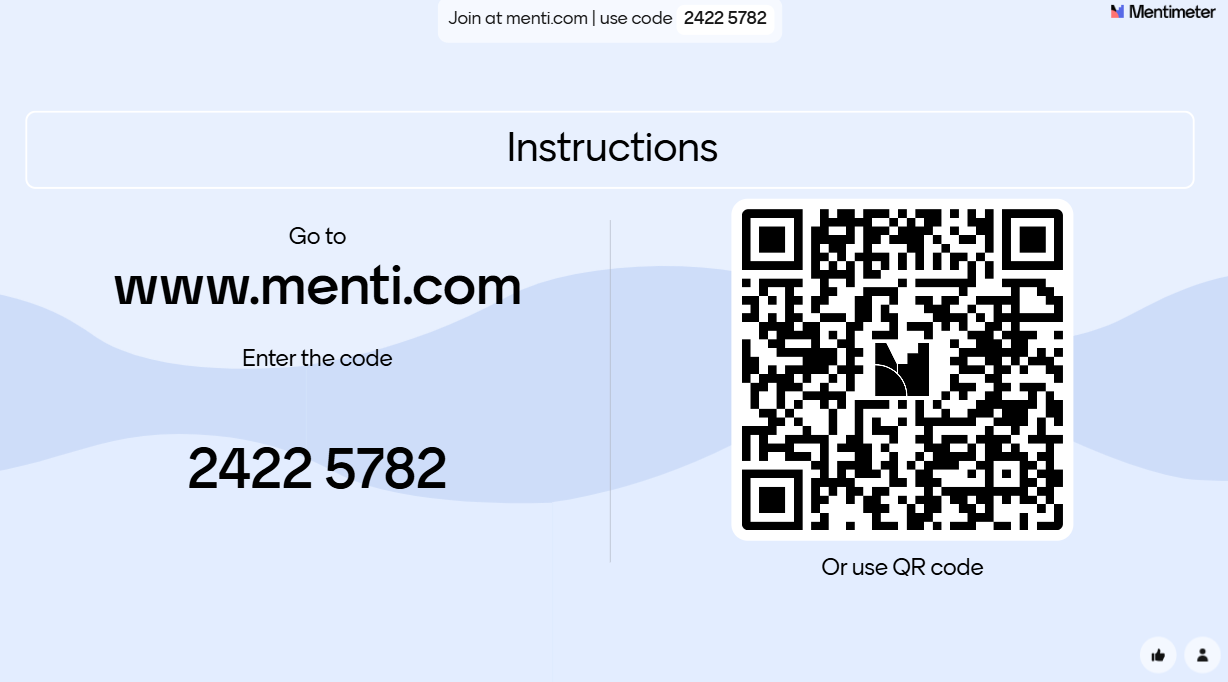 Join at menti.com | use code 2422 5782
Mentimeter
Instructions
Go to
www.menti.com
Enter the code
2422 5782
Or use QR code